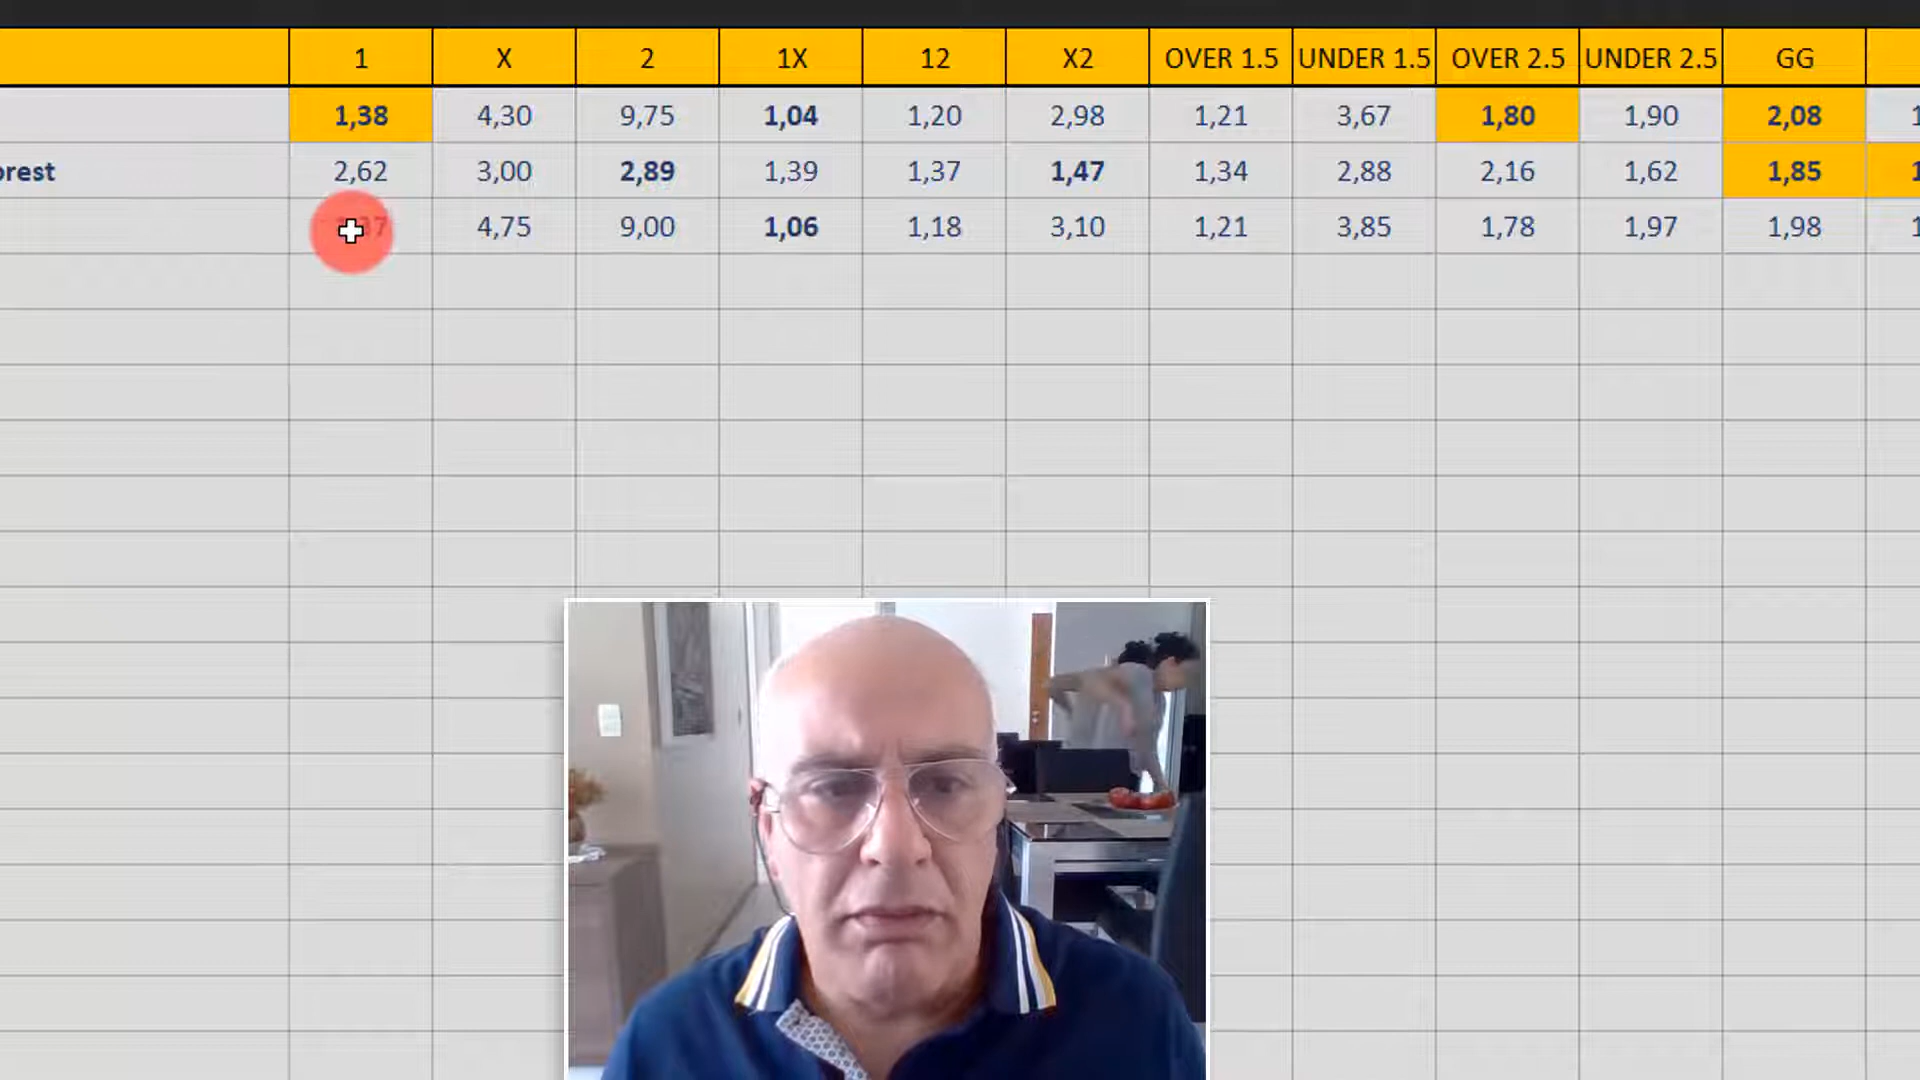 1 X 2 1X 12 X2 OVER 1.5 UNDER 1.5 OVER 2.5 UNDER 2.5 GG
1,38 4,30 9,75 1,04 1,20 2,98 1,21 3,67 1,80 1,90 2,08
orest 2,62 3,00 2,89 1,39 1,37 1,47 1,34 2,88 2,16 1,62 1,85
4,75 9,00 1,06 1,18 3,10 1,21 3,85 1,78 1,97 1,98